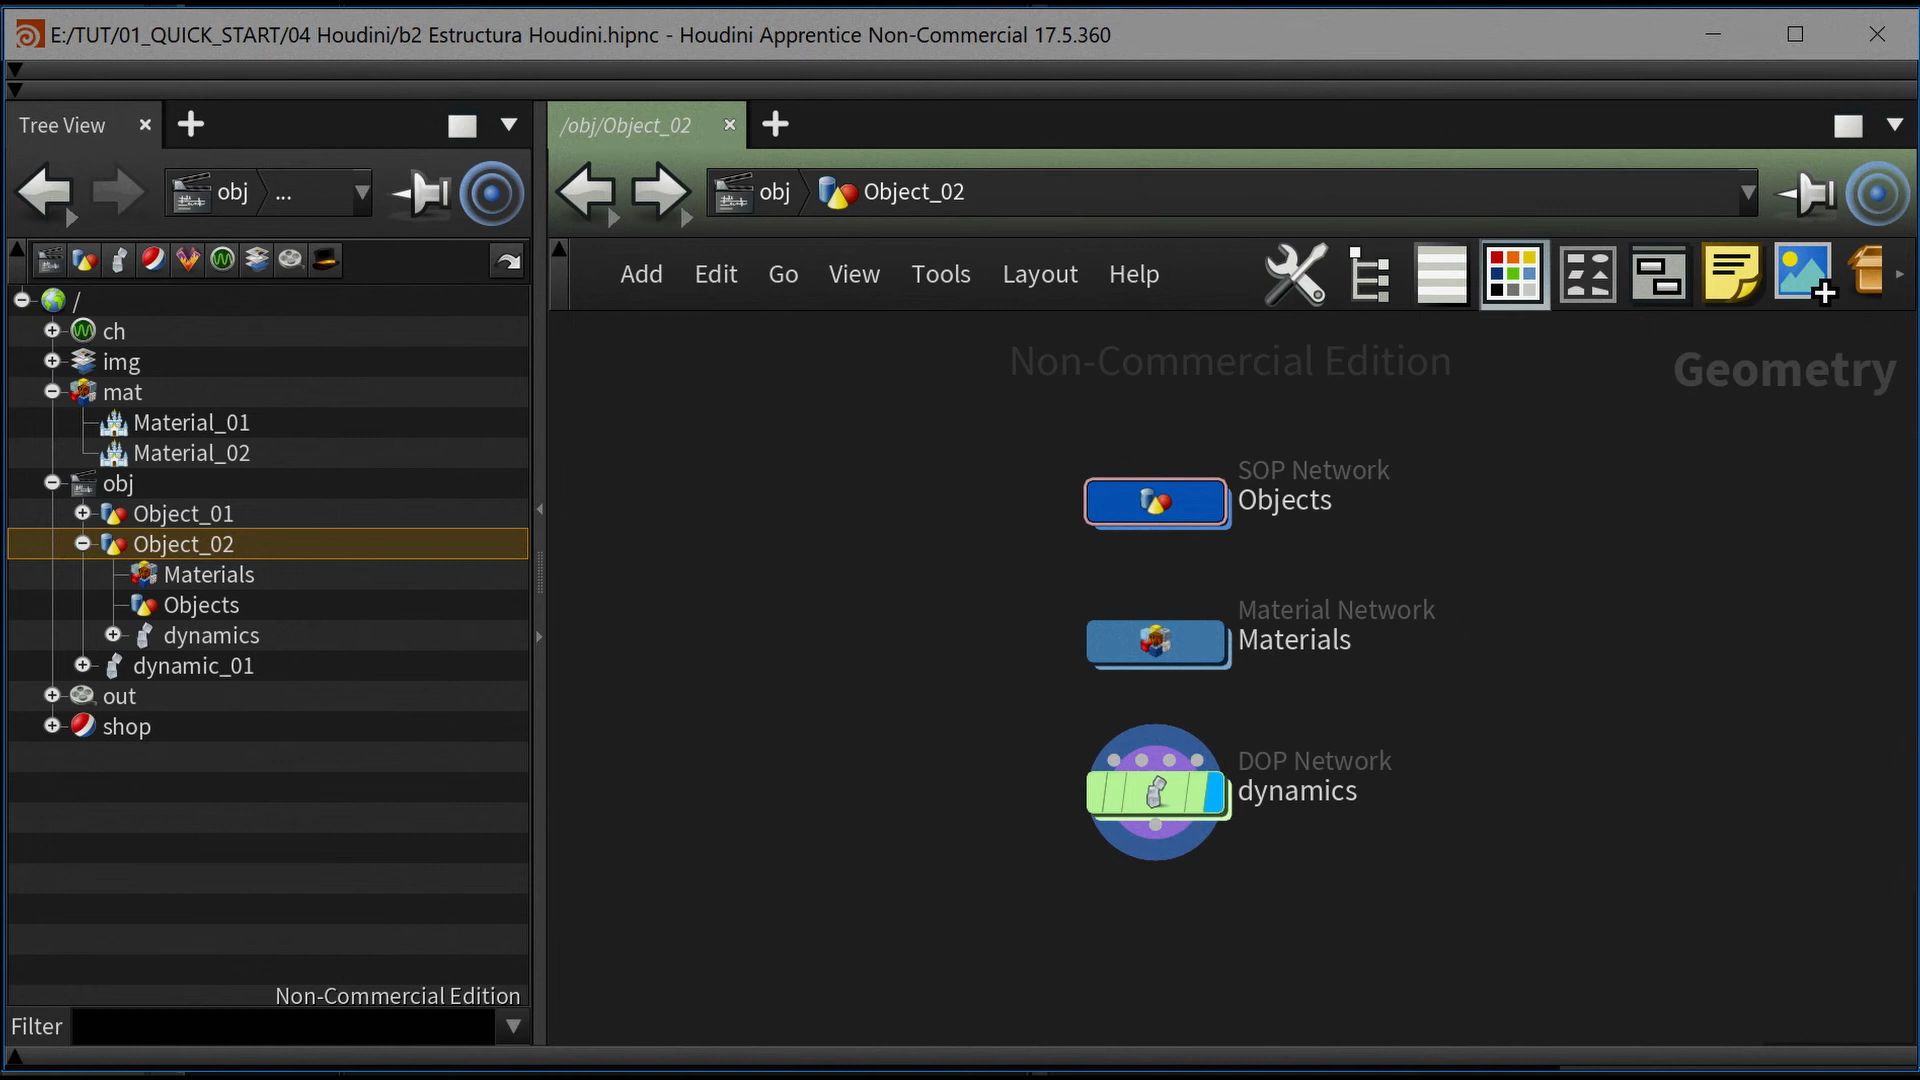 E:/TUT/01_QUICK_START/04 Houdini/b2 Estructura Houdini.hipnc - Houdini Apprentice Non-Commercial 17.5.360
Tree View
/obj/Object_02
obj
...
obj
Object_02
Add
Edit
Go
View
Tools
Layout
Help
/
ch
img
mat
Material_01
Material_02
obj
Object_01
Object_02
Materials
Objects
dynamics
dynamic_01
out
shop
Non-Commercial Edition
Filter
Non-Commercial Edition
Geometry
SOP Network
Objects
Material Network
Materials
DOP Network
dynamics